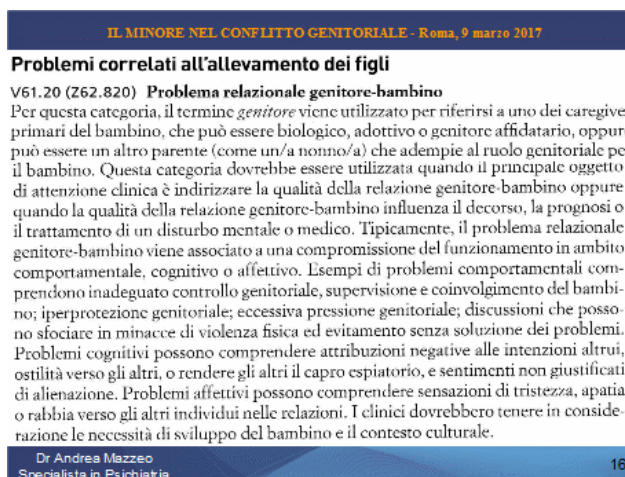 IL MINORE NEL CONFLITTO GENITORIALE - Roma, 9 marzo 2017
Problemi correlati all'allevamento dei figli
V61.20 (Z62.820) Problema relazionale genitore-bambino
Per questa categoria, il termine genitore viene utilizzato per riferirsi a uno dei caregive
primari del bambino, che può essere biologico, adottivo o genitore affidatario, oppur
può essere un altro parente (come un/a nonno/a) che adempie al ruolo genitoriale pe
il bambino. Questa categoria dovrebbe essere utilizzata quando il principale oggetto
di attenzione clinica è indirizzare la qualità della relazione genitore-bambino oppure
quando la qualità della relazione genitore-bambino influenza il decorso, la prognosi o
il trattamento di un disturbo mentale o medico. Tipicamente, il problema relazionale
genitore-bambino viene associato a una compromissione del funzionamento in ambito
comportamentale, cognitivo o affettivo. Esempi di problemi comportamentali com-
prendono inadeguato controllo genitoriale, supervisione e coinvolgimento del bambi-
no; iperprotezione genitoriale; eccessiva pressione genitoriale; discussioni che posso-
no sfociare in minacce di violenza fisica ed evitamento senza soluzione dei problemi.
Problemi cognitivi possono comprendere attribuzioni negative alle intenzioni altrui,
ostilità verso gli altri, o rendere gli altri il capro espiatorio, e sentimenti non giustificati
di alienazione. Problemi affettivi possono comprendere sensazioni di tristezza, apatia
o rabbia verso gli altri individui nelle relazioni. I clinici dovrebbero tenere in conside-
razione le necessità di sviluppo del bambino e il contesto culturale.
Dr Andrea Mazzeo
Specialista in Psichiatria
16